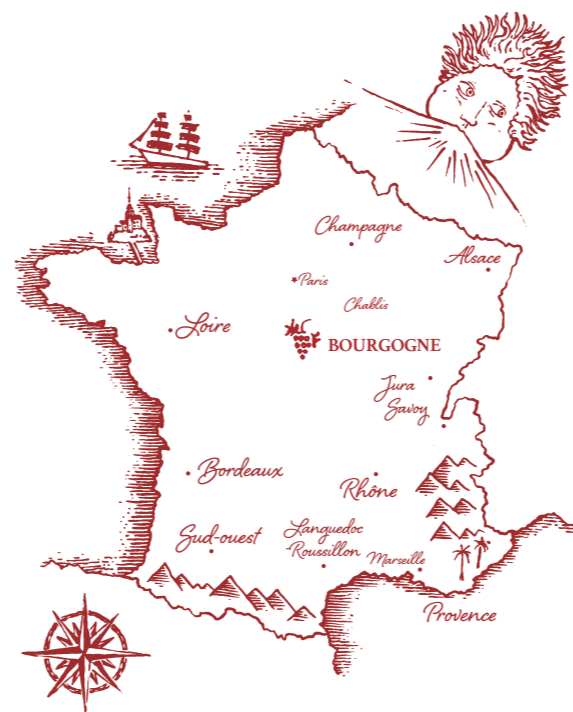 Champagne
Alsace
Paris
Chablis
Loire
BOURGOGNE
Jura
Savoy
Bordeaux
Rhône
Sud-ouest
Languedoc
-Roussillon
Marseille
Provence